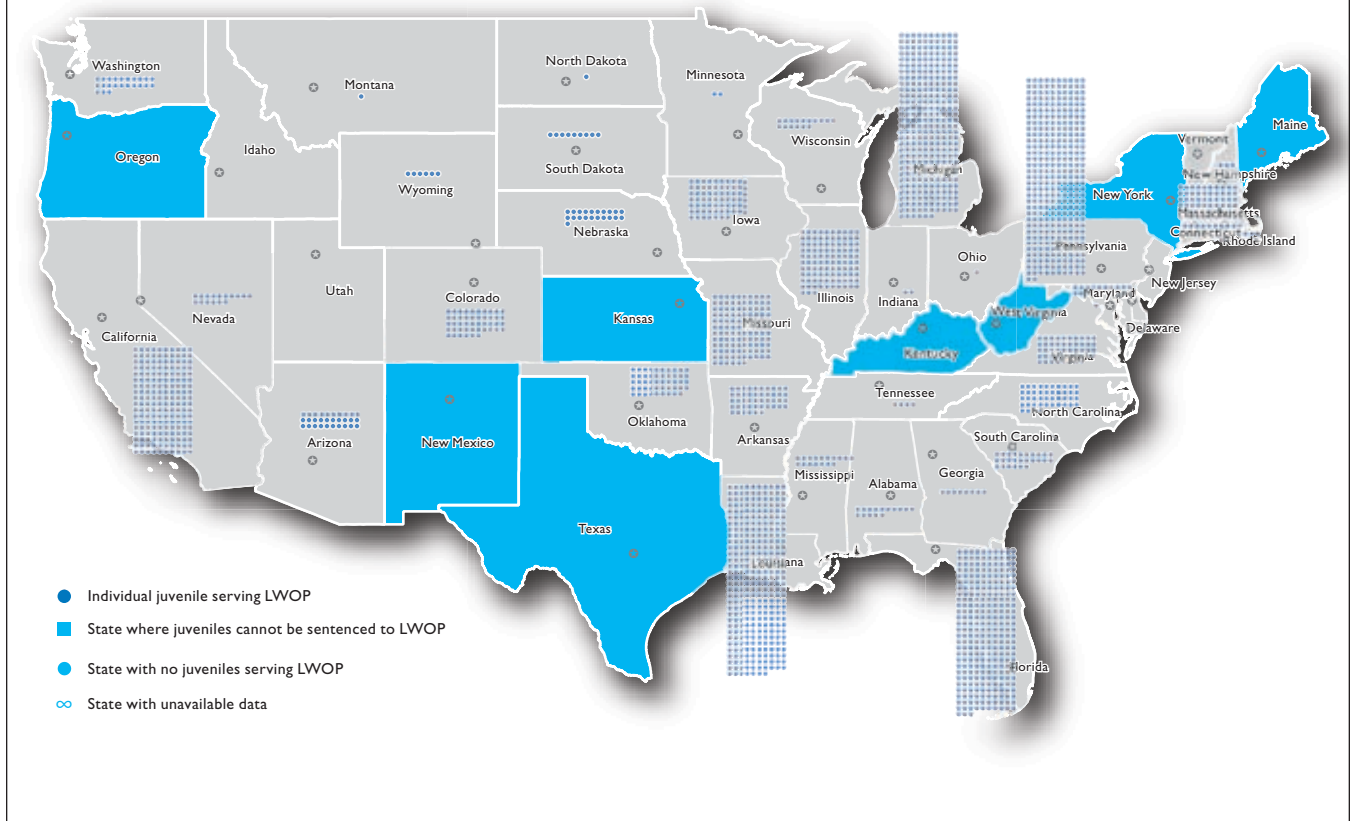 Washington
Montana
North Dakota
Minnesota
Oregon
Idaho
Wyoming
South Dakota
Wisconsin
Michigan
Vermont
Maine
New Hampshire
New York
Massachusetts
Connecticut
Rhode Island
Nebraska
Iowa
Pennsylvania
Ohio
New Jersey
Nevada
Utah
Colorado
Kansas
Missouri
Illinois
Indiana
West Virginia
Maryland
Delaware
California
Kentucky
Virginia
Arizona
New Mexico
Oklahoma
Arkansas
Tennessee
North Carolina
South Carolina
Mississippi
Alabama
Georgia
Texas
Louisiana
Florida
Individual juvenile serving LWOP
State where juveniles cannot be sentenced to LWOP
State with no juveniles serving LWOP
∞ State with unavailable data